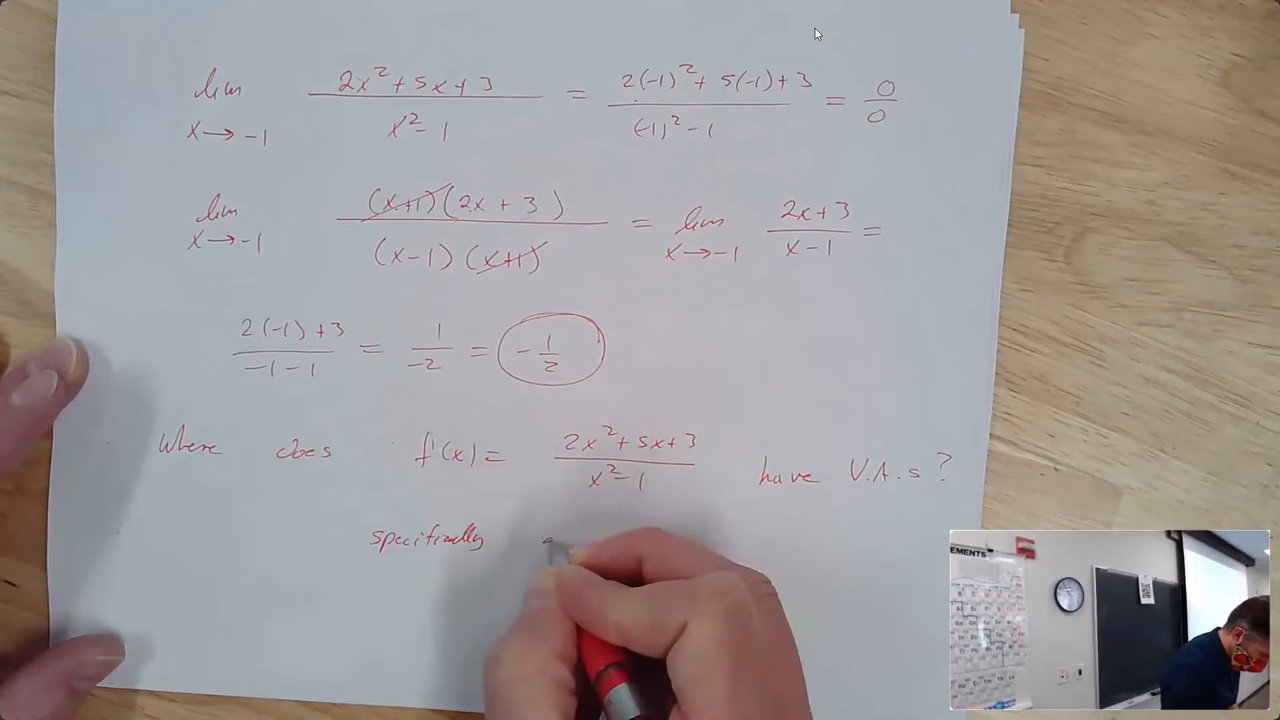 lim x→-1 (2x² + 5x + 3)/(x² - 1) = (2(-1)² + 5(-1) + 3)/((-1)² - 1) = 0/0
lim x→-1 ((x+1)(2x + 3))/((x-1)(x+1)) = lim x→-1 (2x+3)/(x-1) =
(2(-1)+3)/(-1-1) = 1/-2 = -1/2
Where does f(x) = (2x² + 5x + 3)/(x² - 1) have V.A.s?
specifically
EMENTS